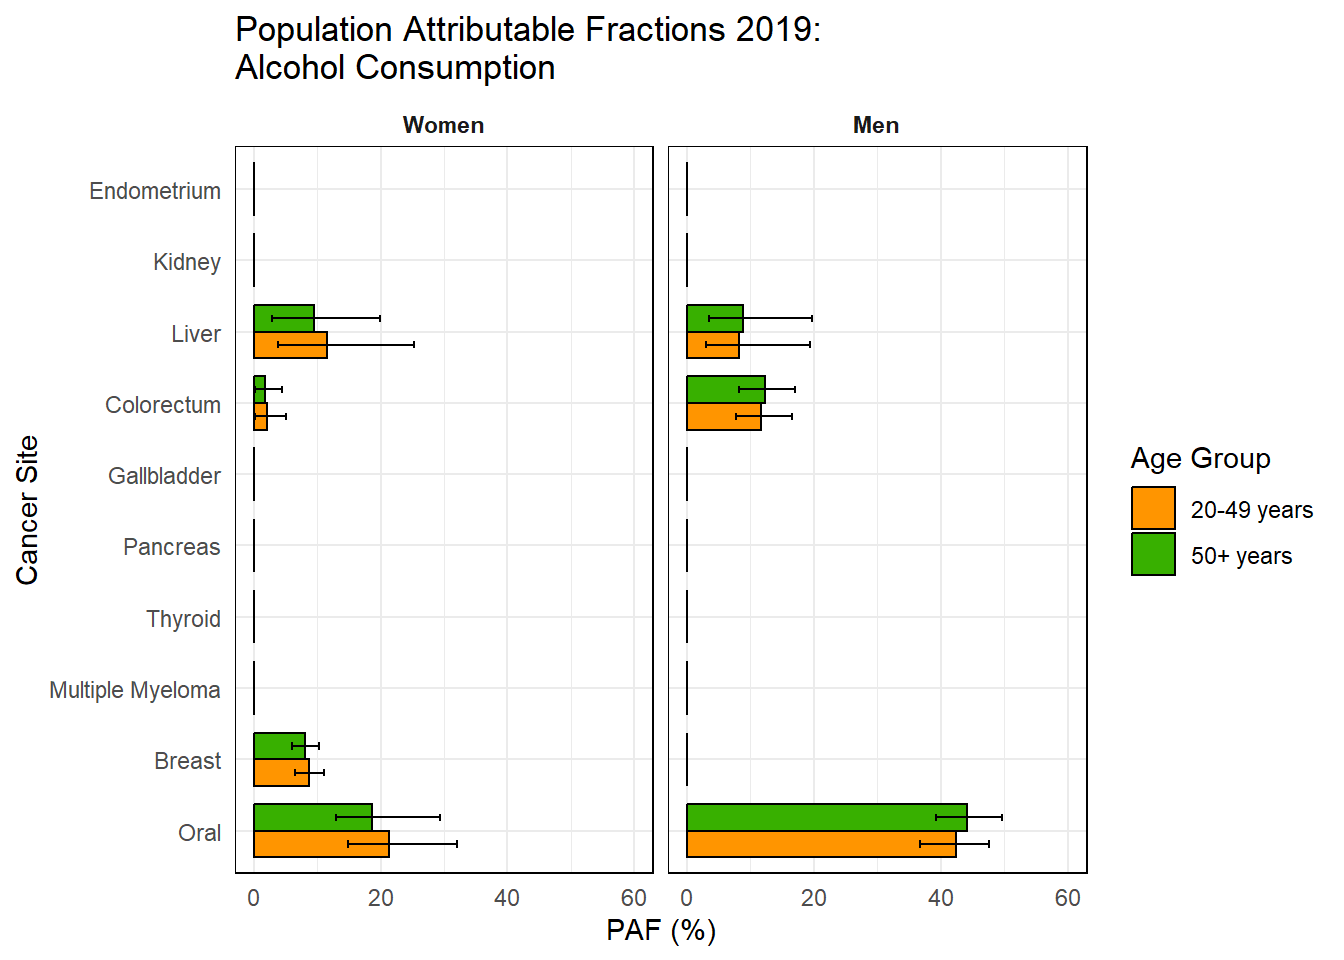 Population Attributable Fractions 2019:
Alcohol Consumption
Women
Men
Cancer Site
Endometrium
Kidney
Liver
Colorectum
Gallbladder
Pancreas
Thyroid
Multiple Myeloma
Breast
Oral
0 20 40 60
0 20 40 60
PAF (%)
Age Group
20-49 years
50+ years